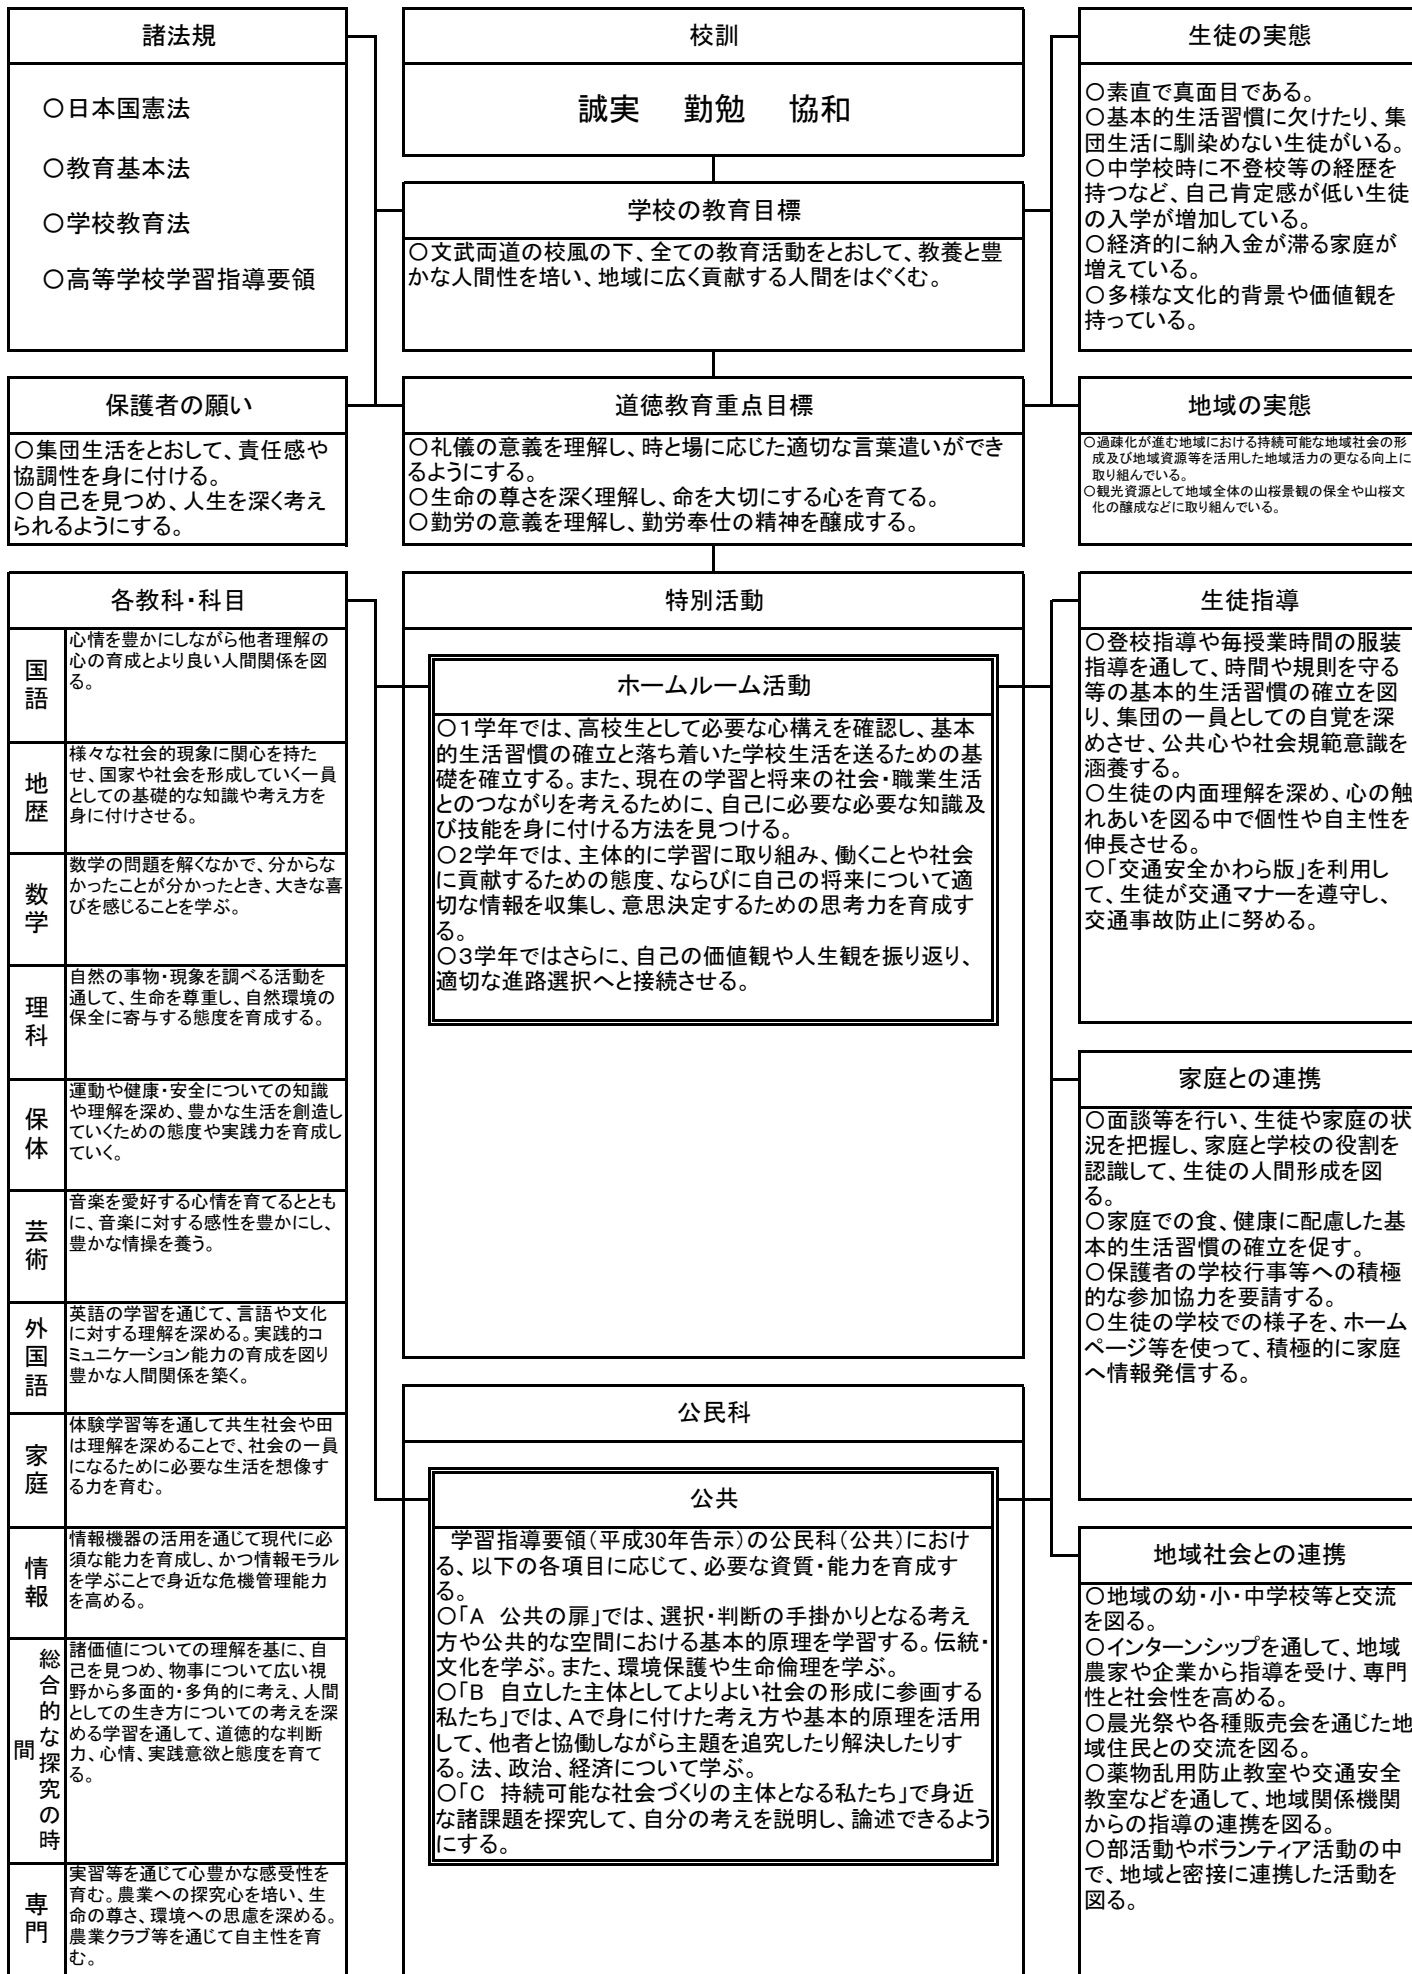 諸法規
〇日本国憲法
〇教育基本法
〇学校教育法
〇高等学校学習指導要領
校訓
誠実　勤勉　協和
学校の教育目標
〇文武両道の校風の下、全ての教育活動をとおして、教養と豊
かな人間性を培い、地域に広く貢献する人間をはぐくむ。
生徒の実態
〇素直で真面目である。
〇基本的生活習慣に欠けたり、集
団生活に馴染めない生徒がいる。
〇中学校時に不登校等の経歴を
持つなど、自己肯定感が低い生徒
の入学が増加している。
〇経済的に納入金が滞る家庭が
増えている。
〇多様な文化的背景や価値観を
持っている。
保護者の願い
〇集団生活をとおして、責任感や
協調性を身に付ける。
〇自己を見つめ、人生を深く考え
られるようにする。
道徳教育重点目標
〇礼儀の意義を理解し、時と場に応じた適切な言葉遣いができ
るようにする。
〇生命の尊さを深く理解し、命を大切にする心を育てる。
〇勤労の意義を理解し、勤労奉仕の精神を醸成する。
地域の実態
〇過疎化が進む地域における持続可能な地域社会の形
成及び地域資源等を活用した地域活力の更なる向上に
取り組んでいる。
〇観光資源として地域全体の山桜景観の保全や山桜文
化の醸成などに取り組んでいる。
各教科・科目
国語
心情を豊かにしながら他者理解の
心の育成とより良い人間関係を図
る。
地歴
様々な社会的現象に関心を持た
せ、国家や社会を形成していく一員
としての基礎的な知識や考え方を
身に付けさせる。
数学
数学の問題を解くなかで、分からな
かったことが分かったとき、大きな喜
びを感じることを学ぶ。
理科
自然の事物・現象を調べる活動を
通して、生命を尊重し、自然環境の
保全に寄与する態度を育成する。
保体
運動や健康・安全についての知識
や理解を深め、豊かな生活を創造し
ていくための態度や実践力を育成し
ていく。
芸術
音楽を愛好する心情を育てるととも
に、音楽に対する感性を豊かにし、
豊かな情操を養う。
外国語
英語の学習を通じて、言語や文化
に対する理解を深める。実践的コ
ミュニケーション能力の育成を図り
豊かな人間関係を築く。
家庭
体験学習等を通して共生社会や田
は理解を深めることで、社会の一員
になるために必要な生活を想像す
る力を育む。
情報
情報機器の活用を通じて現代に必
須な能力を育成し、かつ情報モラル
を学ぶことで身近な危機管理能力
を高める。
総合的な探究の時間
諸価値についての理解を基に、自
己を見つめ、物事について広い視
野から多面的・多角的に考え、人間
としての生き方についての考えを深
める学習を通して、道徳的な判断
力、心情、実践意欲と態度を育て
る。
専門
実習等を通じて心豊かな感受性を
育む。農業への探究心を培い、生
命の尊さ、環境への思慮を深める。
農業クラブ等を通じて自主性を育
む。
特別活動
ホームルーム活動
〇1学年では、高校生として必要な心構えを確認し、基本
的生活習慣の確立と落ち着いた学校生活を送るための基
礎を確立する。また、現在の学習と将来の社会・職業生活
とのつながりを考えるために、自己に必要な必要な知識及
び技能を身に付ける方法を見つける。
〇2学年では、主体的に学習に取り組み、働くことや社会
に貢献するための態度、ならびに自己の将来について適
切な情報を収集し、意思決定するための思考力を育成す
る。
〇3学年ではさらに、自己の価値観や人生観を振り返り、
適切な進路選択へと接続させる。
公民科
公共
学習指導要領（平成30年告示）の公民科（公共）におけ
る、以下の各項目に応じて、必要な資質・能力を育成す
る。
〇「A　公共の扉」では、選択・判断の手掛かりとなる考え
方や公共的な空間における基本的原理を学習する。伝統・
文化を学ぶ。また、環境保護や生命倫理を学ぶ。
〇「B　自立した主体としてよりよい社会の形成に参画する
私たち」では、Aで身に付けた考え方や基本的原理を活用
して、他者と協働しながら主題を追究したり解決したりす
る。法、政治、経済について学ぶ。
〇「C　持続可能な社会づくりの主体となる私たち」で身近
な諸課題を探究して、自分の考えを説明し、論述できるよう
にする。
生徒指導
〇登校指導や毎授業時間の服装
指導を通して、時間や規則を守る
等の基本的生活習慣の確立を図
り、集団の一員としての自覚を深
めさせ、公共心や社会規範意識を
涵養する。
〇生徒の内面理解を深め、心の触
れあいを図る中で個性や自主性を
伸長させる。
〇「交通安全かわら版」を利用し
て、生徒が交通マナーを遵守し、
交通事故防止に努める。
家庭との連携
〇面談等を行い、生徒や家庭の状
況を把握し、家庭と学校の役割を
認識して、生徒の人間形成を図
る。
〇家庭での食、健康に配慮した基
本的生活習慣の確立を促す。
〇保護者の学校行事等への積極
的な参加協力を要請する。
〇生徒の学校での様子を、ホーム
ページ等を使って、積極的に家庭
へ情報発信する。
地域社会との連携
〇地域の幼・小・中学校等と交流
を図る。
〇インターンシップを通して、地域
農家や企業から指導を受け、専門
性と社会性を高める。
〇晨光祭や各種販売会を通じた地
域住民との交流を図る。
〇薬物乱用防止教室や交通安全
教室などを通して、地域関係機関
からの指導の連携を図る。
〇部活動やボランティア活動の中
で、地域と密接に連携した活動を
図る。